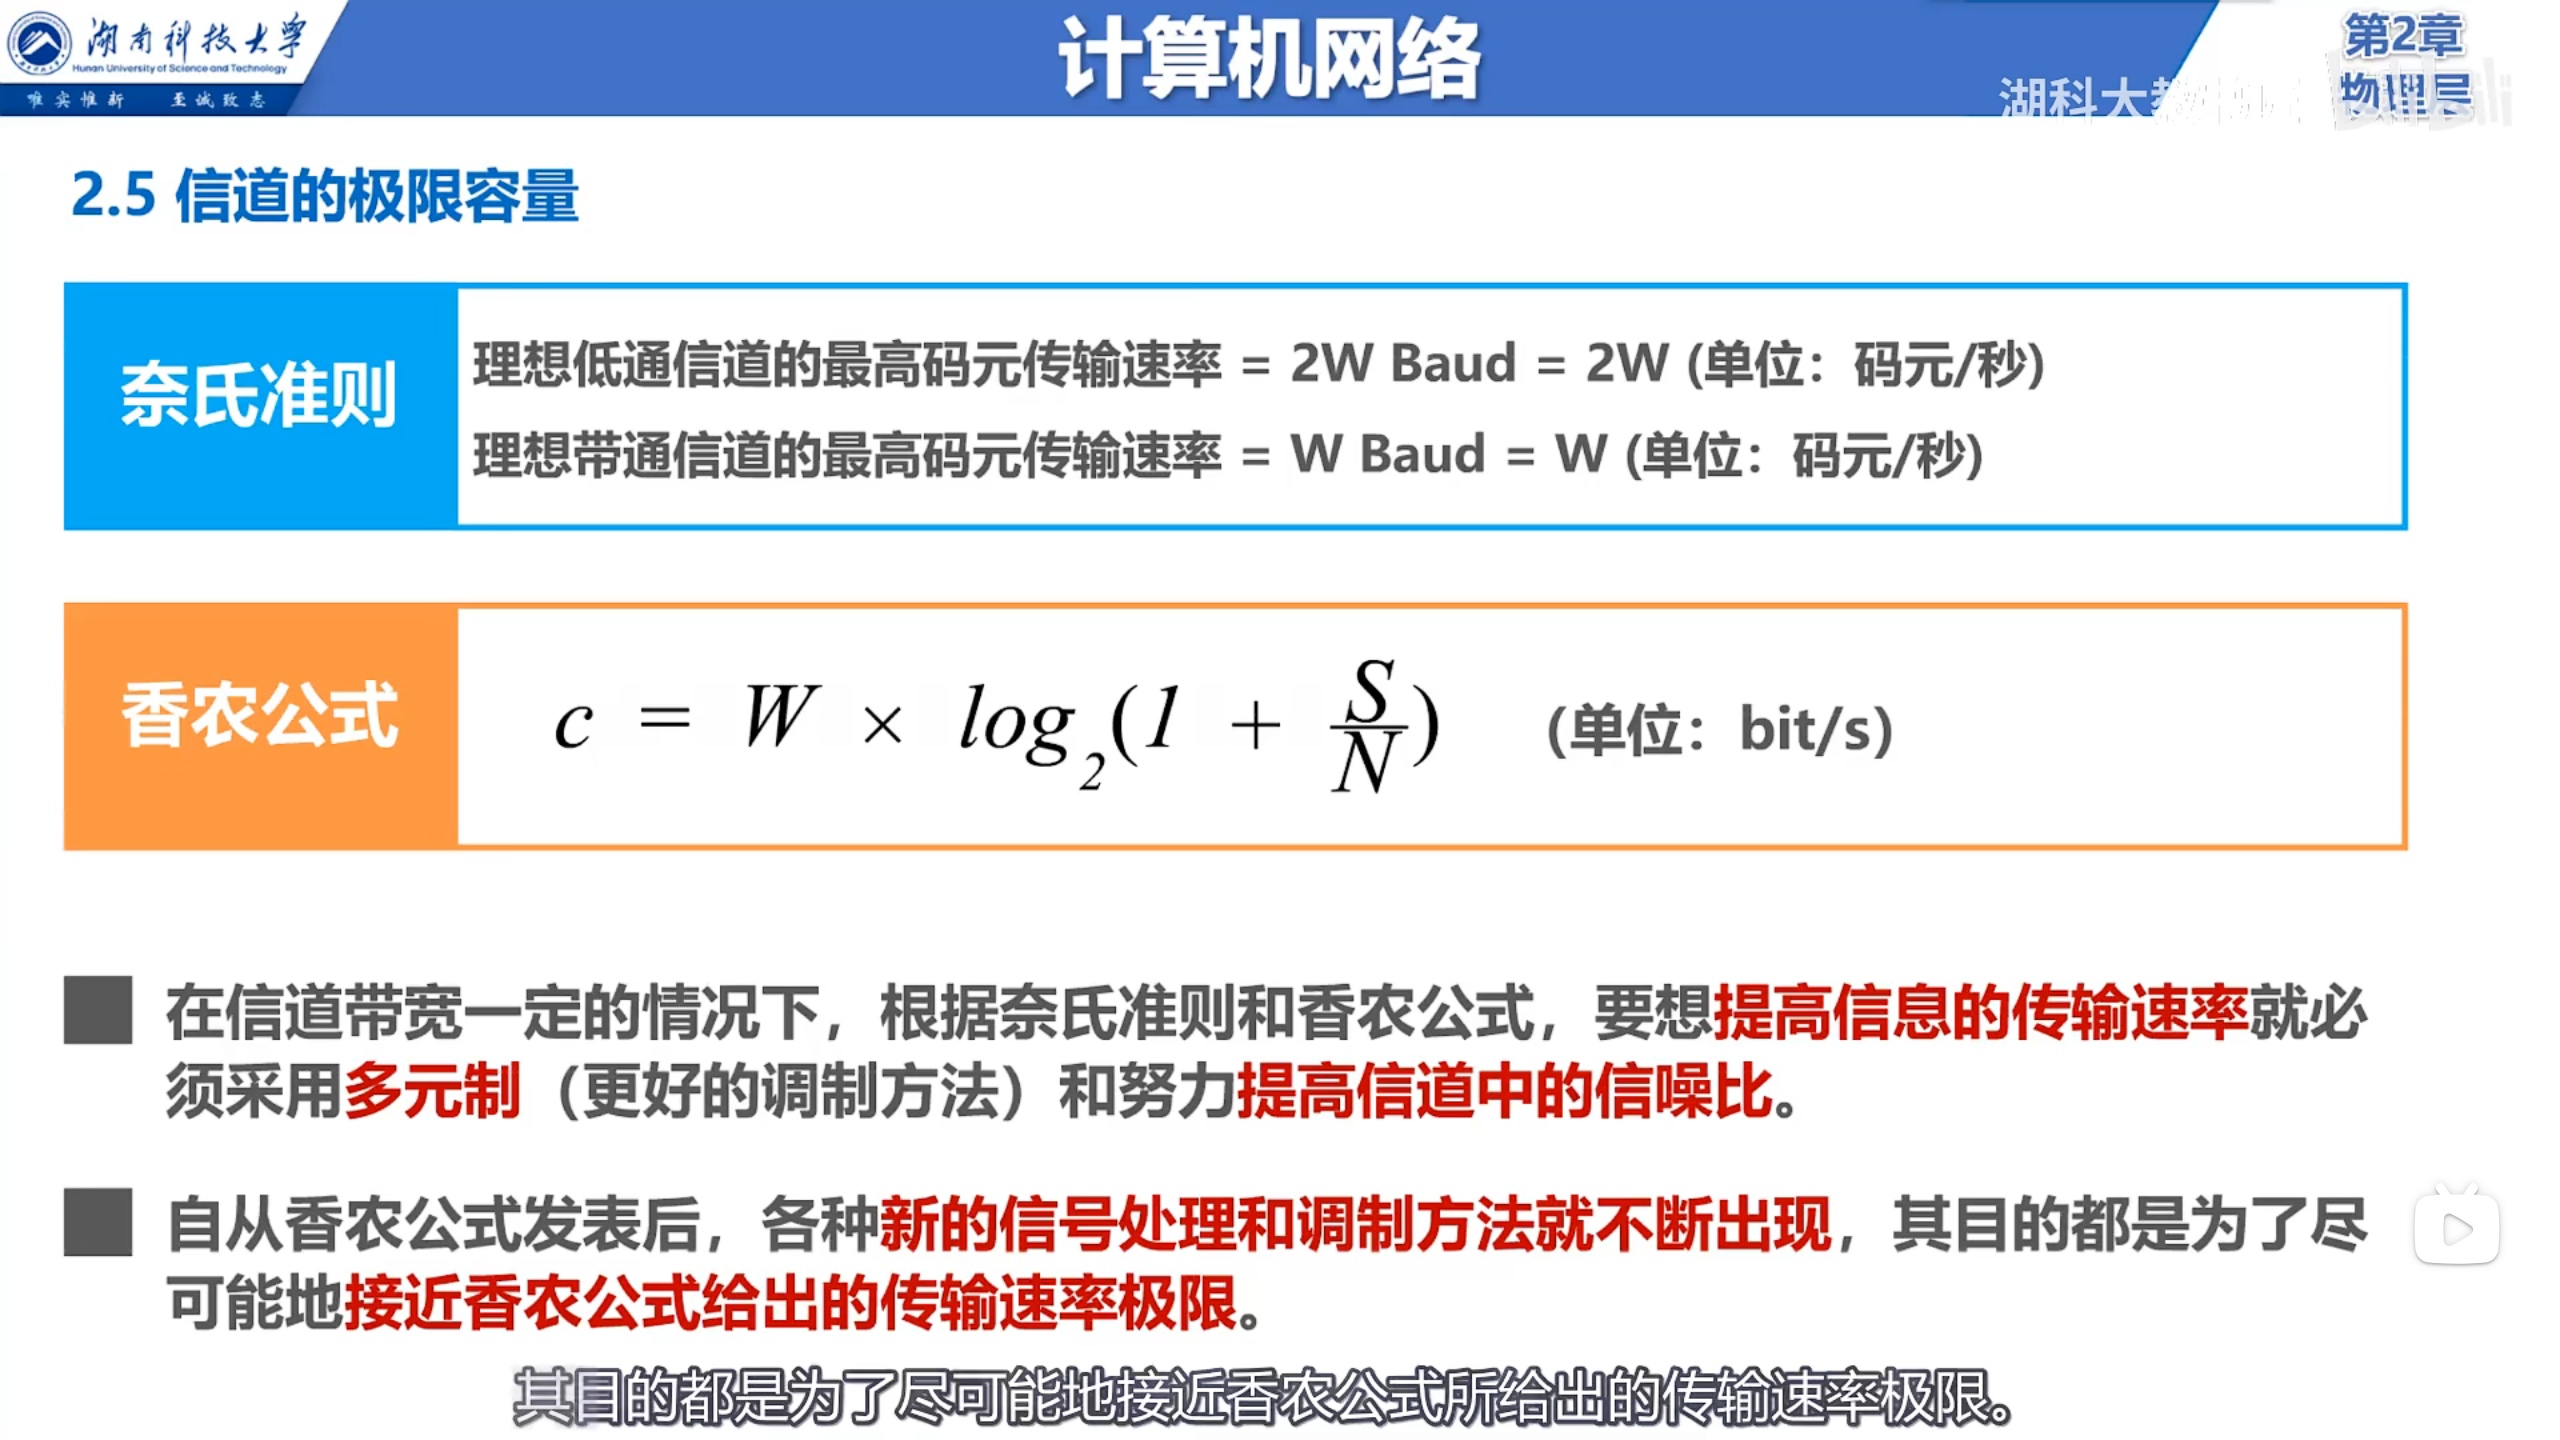 湖南科技大学
Hunan University of Science and Technology
唯实惟新 至诚致志
计算机网络
第2章
物理层
湖科大教书匠
2.5 信道的极限容量
奈氏准则
理想低通信道的最高码元传输速率 = 2W Baud = 2W (单位：码元/秒)
理想带通信道的最高码元传输速率 = W Baud = W (单位：码元/秒)
香农公式
c = W × log₂(1 + S/N) (单位：bit/s)
在信道带宽一定的情况下，根据奈氏准则和香农公式，要想提高信息的传输速率就必
须采用多元制（更好的调制方法）和努力提高信道中的信噪比。
自从香农公式发表后，各种新的信号处理和调制方法就不断出现，其目的都是为了尽
可能地接近香农公式给出的传输速率极限。
其目的都是为了尽可能地接近香农公式所给出的传输速率极限。